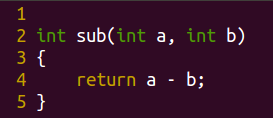 1
2 int sub(int a, int b)
3 {
4     return a - b;
5 }